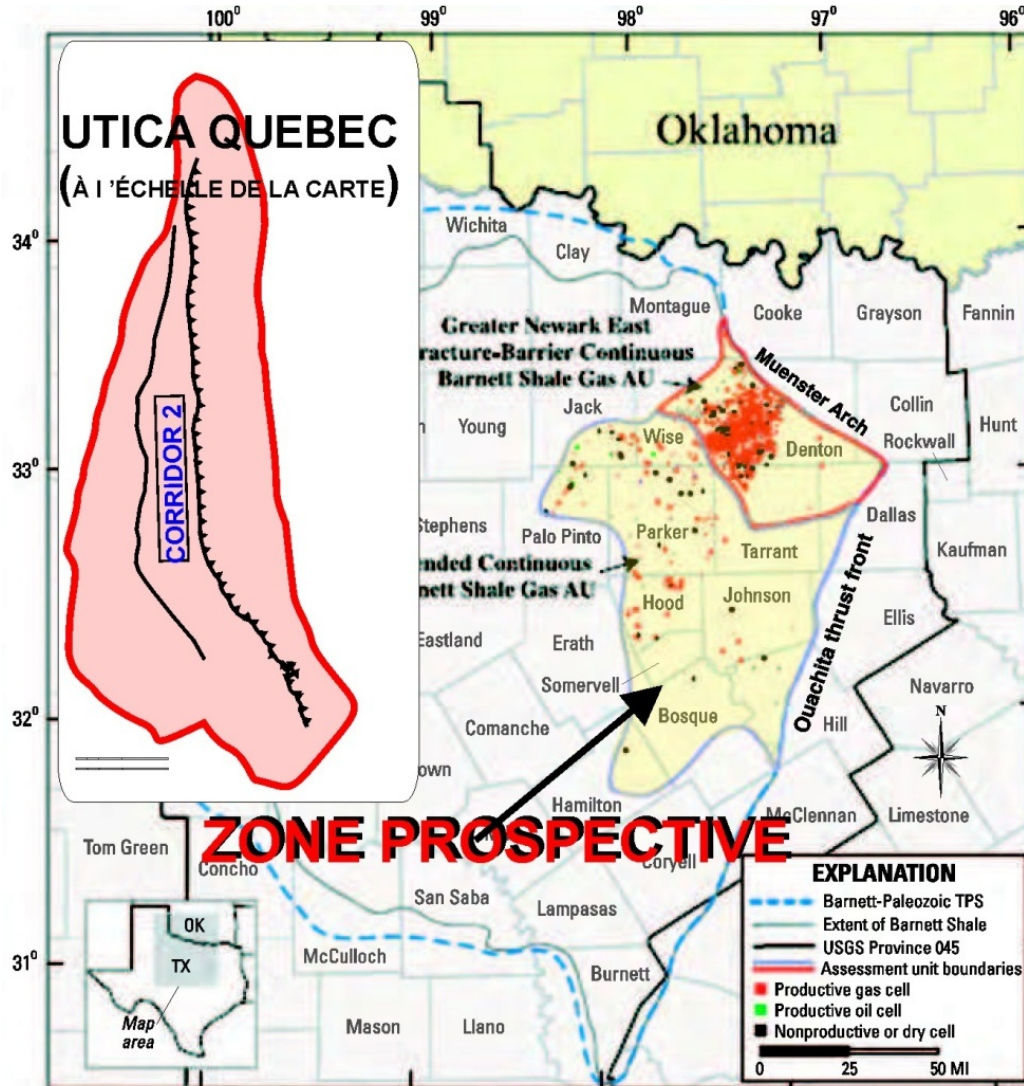 100° 99° 98° 97° 96°
34°
33°
32°
31°
UTICA QUEBEC
(À l 'ÉCHELLE DE LA CARTE)
CORRIDOR 2
Oklahoma
Wichita
Clay
Montague
Cooke
Grayson
Fannin
Greater Newark East
racture-Barrier Continuous
Barnett Shale Gas AU
Muenster Arch
Jack
Young
Wise
Denton
Collin
Rockwall
Hunt
Stephens
Palo Pinto
Parker
Tarrant
Dallas
Kaufman
ended Continuous
nett Shale Gas AU
Hood
Johnson
Ellis
Eastland
Erath
Ouachita thrust front
Somervell
Bosque
Hill
Navarro
N
Comanche
own
Hamilton
McClennan
Limestone
ZONE PROSPECTIVE
Tom Green
Concho
Coryell
San Saba
Lampasas
McCulloch
Burnett
Mason
Llano
OK
TX
Map
area
EXPLANATION
Barnett-Paleozoic TPS
Extent of Barnett Shale
USGS Province 045
Assessment unit boundaries
Productive gas cell
Productive oil cell
Nonproductive or dry cell
0 25 50 MI